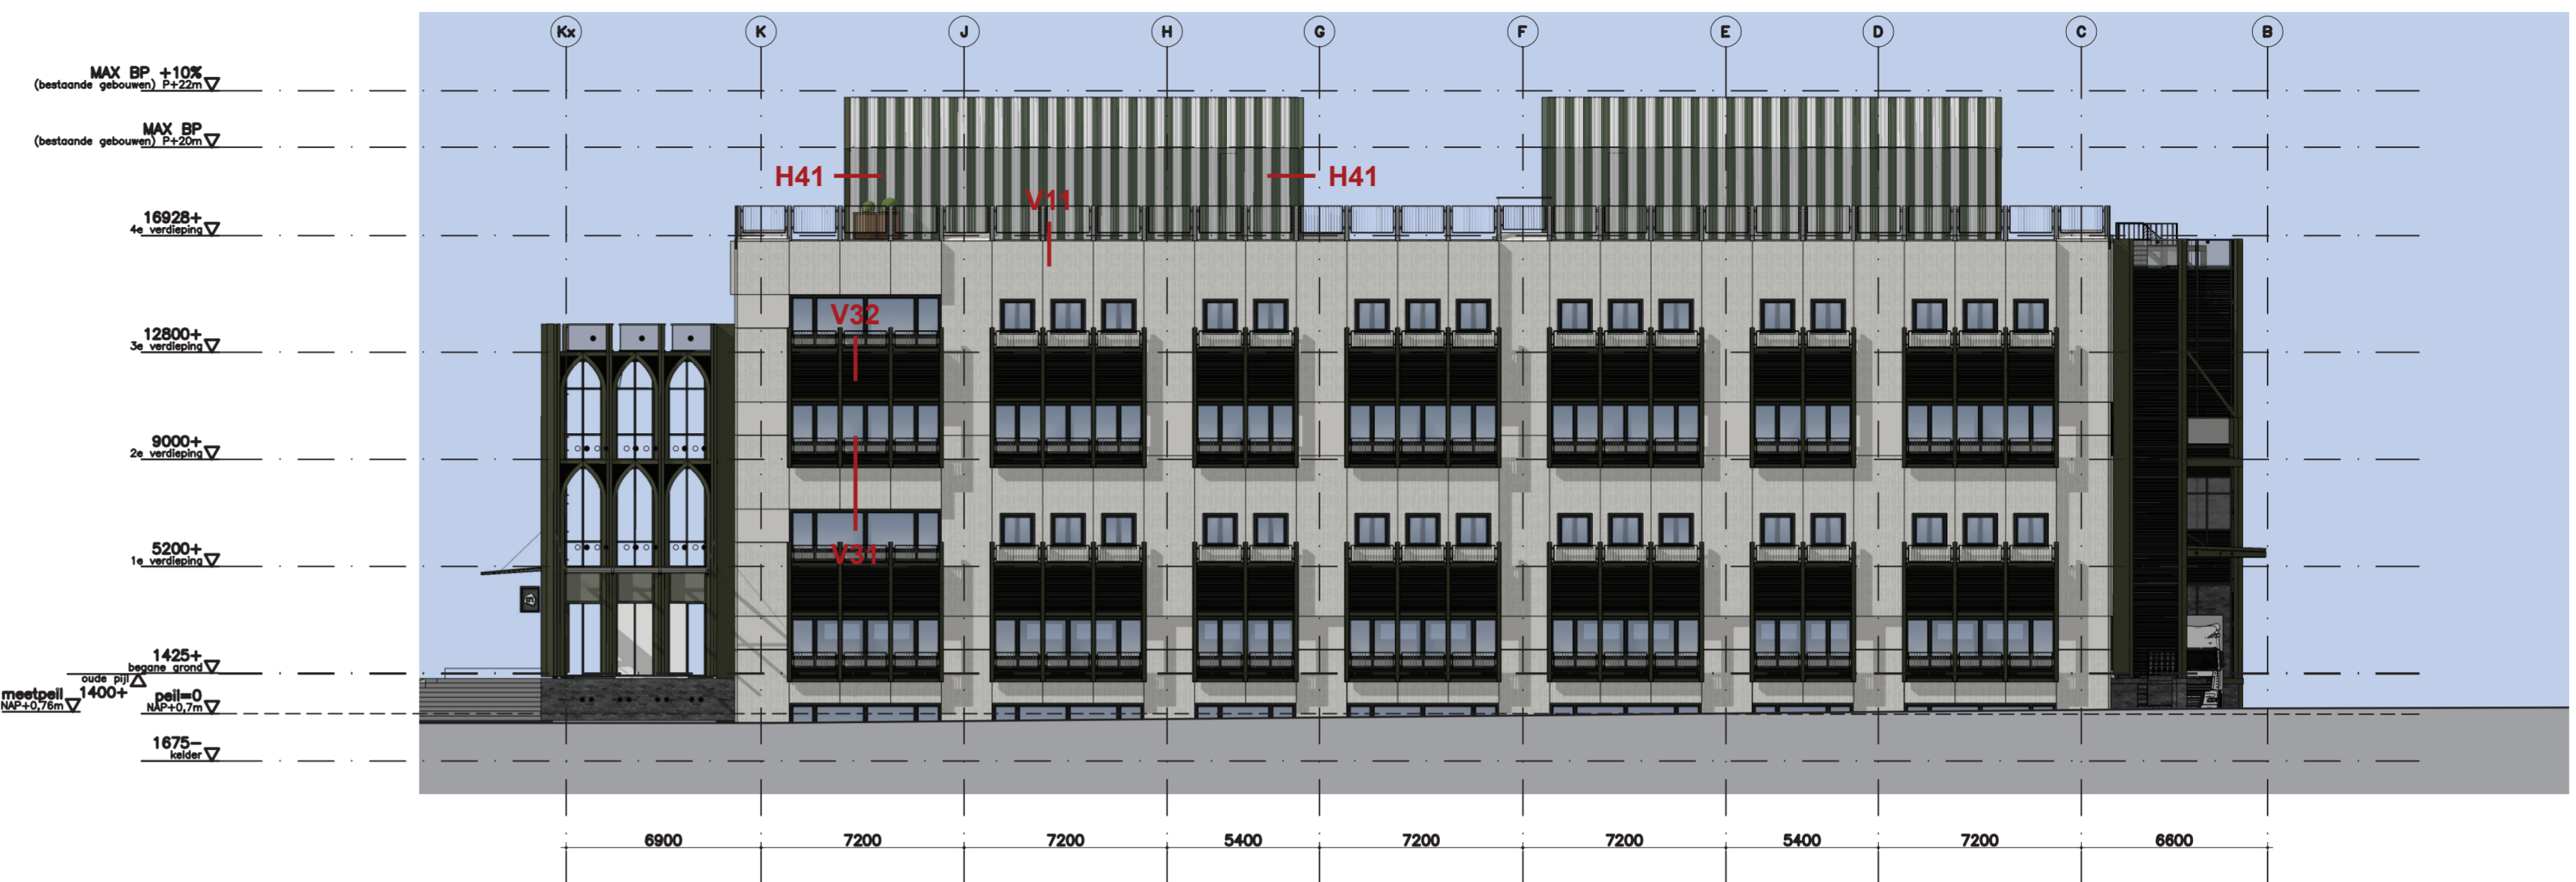 Kx K J H G F E D C B
MAX BP +10%
(bestaande gebouwen) P+22m
MAX BP
(bestaande gebouwen) P+20m
H41 H41
V11
16928+
4e verdieping
V32
12800+
3e verdieping
9000+
2e verdieping
5200+
1e verdieping
V31
1425+
begane grond
oude pijl
1400+
meetpeil
NAP+0,76m
peil=0
NAP+0,7m
1675-
kelder
6900 7200 7200 5400 7200 7200 5400 7200 6600